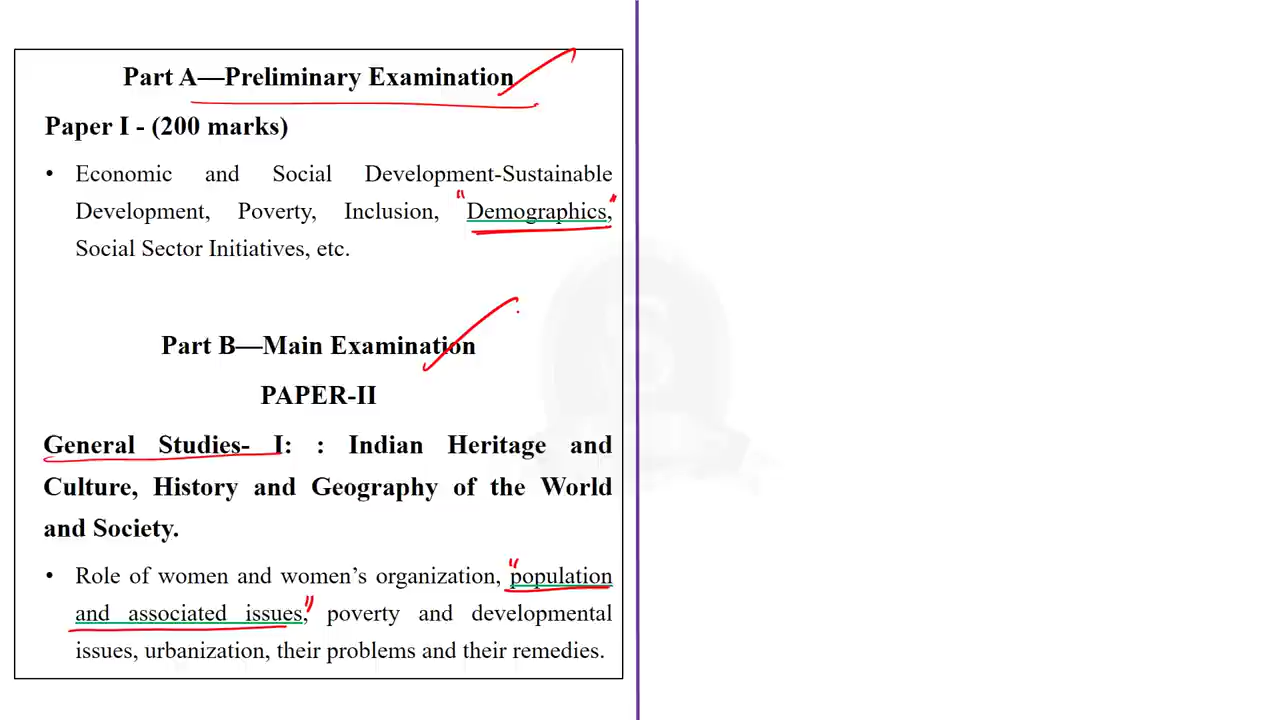 Part A—Preliminary Examination
Paper I - (200 marks)
• Economic and Social Development-Sustainable
Development, Poverty, Inclusion, "Demographics,"
Social Sector Initiatives, etc.
Part B—Main Examination
PAPER-II
General Studies- I: : Indian Heritage and
Culture, History and Geography of the World
and Society.
• Role of women and women’s organization, "population
and associated issues," poverty and developmental
issues, urbanization, their problems and their remedies.